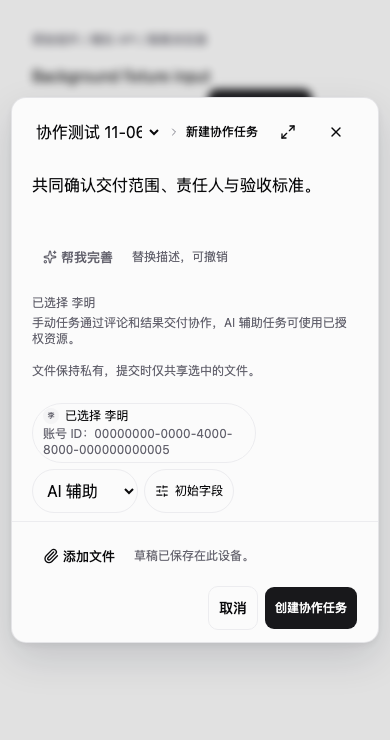 Background fixture input
协作测试 11-06
新建协作任务
共同确认交付范围、责任人与验收标准。
帮我完善
替换描述，可撤销
已选择 李明
手动任务通过评论和结果交付协作，AI 辅助任务可使用已授
权资源。
文件保持私有，提交时仅共享选中的文件。
李 已选择 李明
账号 ID：00000000-0000-4000-
8000-000000000005
AI 辅助
初始字段
添加文件
草稿已保存在此设备。
取消
创建协作任务